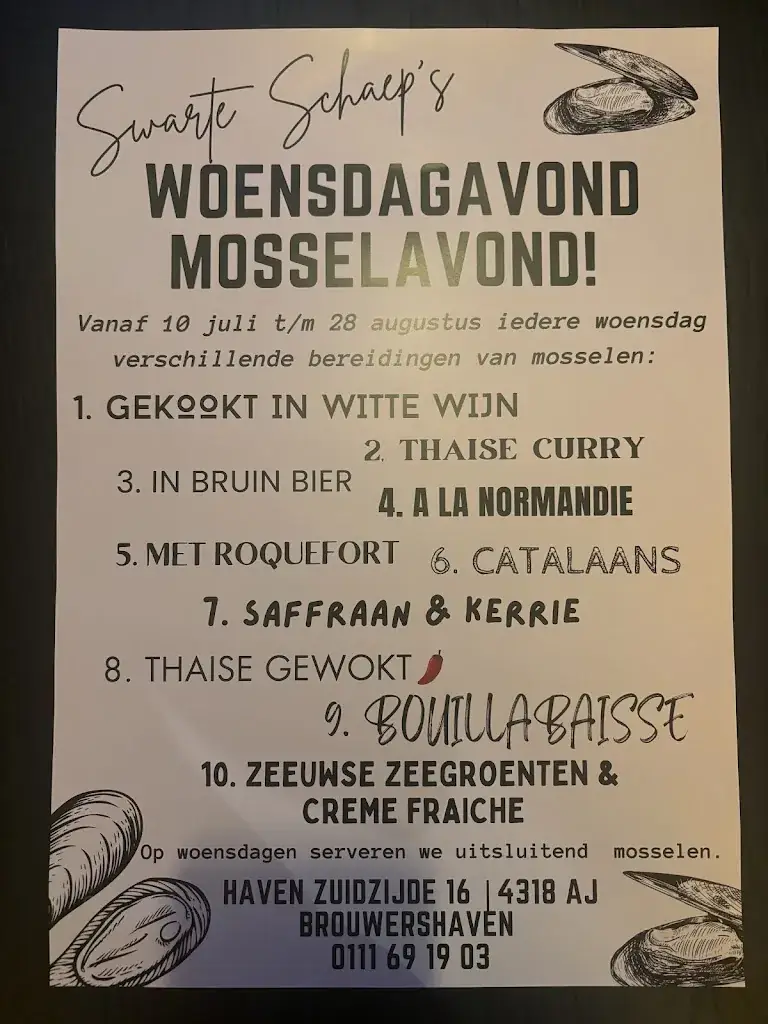 Swarte Schaep's
WOENSDAGAVOND
MOSSELAVOND!
Vanaf 10 juli t/m 28 augustus iedere woensdag
verschillende bereidingen van mosselen:
1. GEKOOKT IN WITTE WIJN
2. THAISE CURRY
3. IN BRUIN BIER
4. A LA NORMANDIE
5. MET ROQUEFORT
6. CATALAANS
7. SAFFRAAN & KERRIE
8. THAISE GEWOKT
9. BOUILLABAISSE
10. ZEEUWSE ZEEGROENTEN &
CREME FRAICHE
Op woensdagen serveren we uitsluitend mosselen.
HAVEN ZUIDZIJDE 16 | 4318 AJ
BROUWERSHAVEN
0111 69 19 03